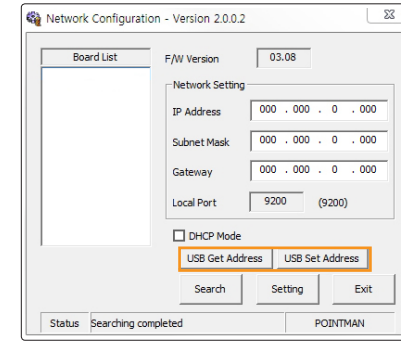 Network Configuration - Version 2.0.0.2
Board List
F/W Version 03.08
Network Setting
IP Address 000 . 000 . 0 . 000
Subnet Mask 000 . 000 . 0 . 000
Gateway 000 . 000 . 0 . 000
Local Port 9200 (9200)
DHCP Mode
USB Get Address USB Set Address
Search Setting Exit
Status Searching completed POINTMAN